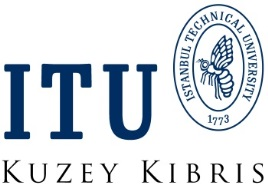 ITU
ISTANBUL TECHNICAL UNIVERSITY
1773
KUZEY KIBRIS